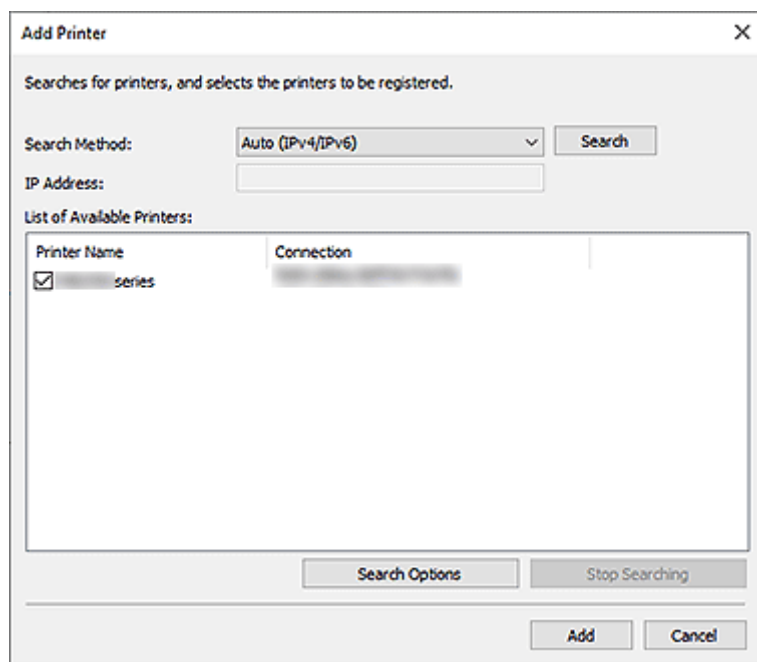 Add Printer
Searches for printers, and selects the printers to be registered.
Search Method: Auto (IPv4/IPv6) Search
IP Address:
List of Available Printers:
Printer Name Connection
series
Search Options Stop Searching
Add Cancel